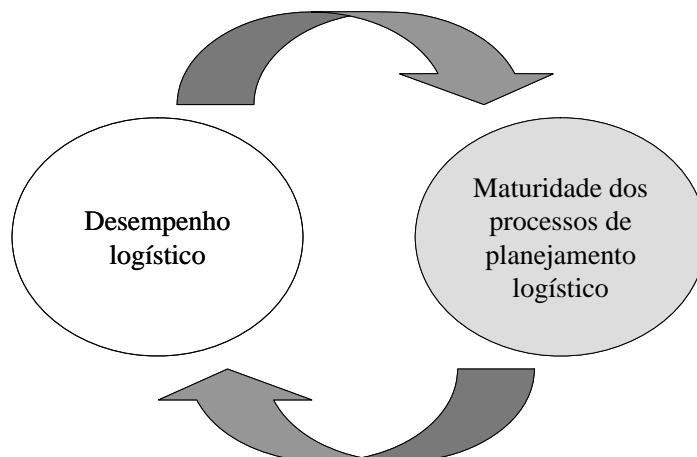 Desempenho
logístico
Maturidade dos
processos de
planejamento
logístico